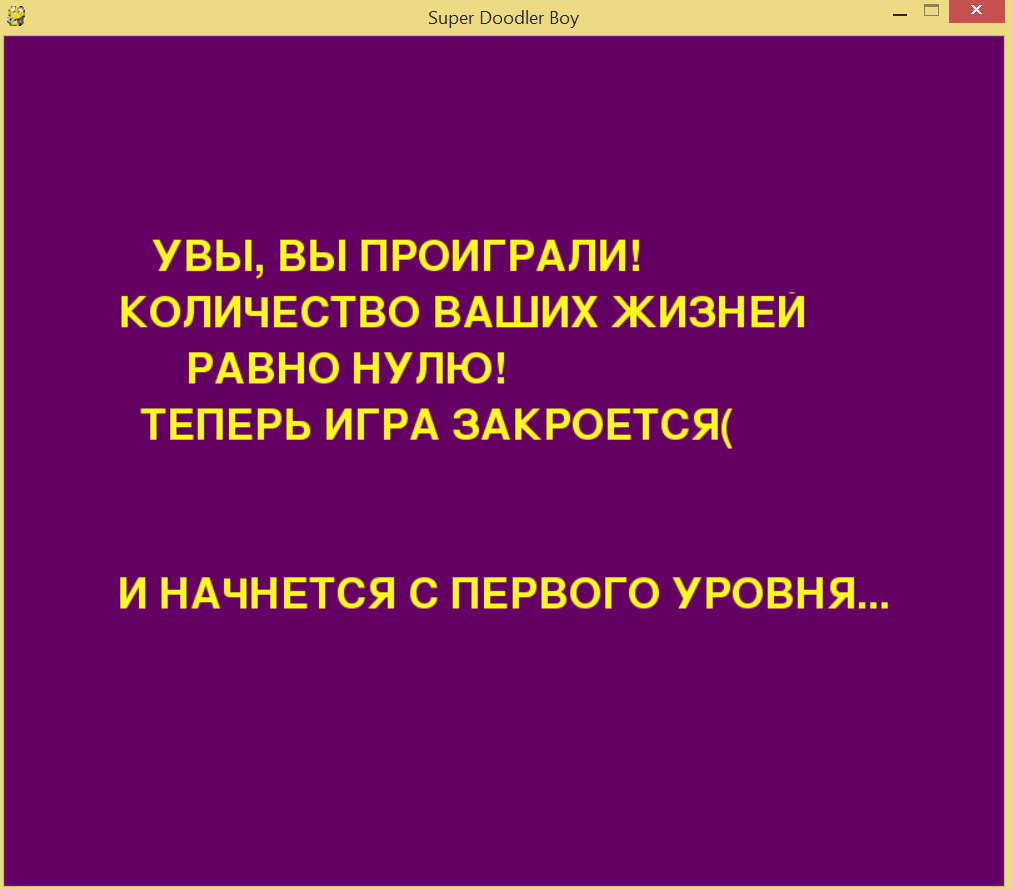 Super Doodler Boy
УВЫ, ВЫ ПРОИГРАЛИ!
КОЛИЧЕСТВО ВАШИХ ЖИЗНЕЙ
РАВНО НУЛЮ!
ТЕПЕРЬ ИГРА ЗАКРОЕТСЯ(
И НАЧНЕТСЯ С ПЕРВОГО УРОВНЯ...